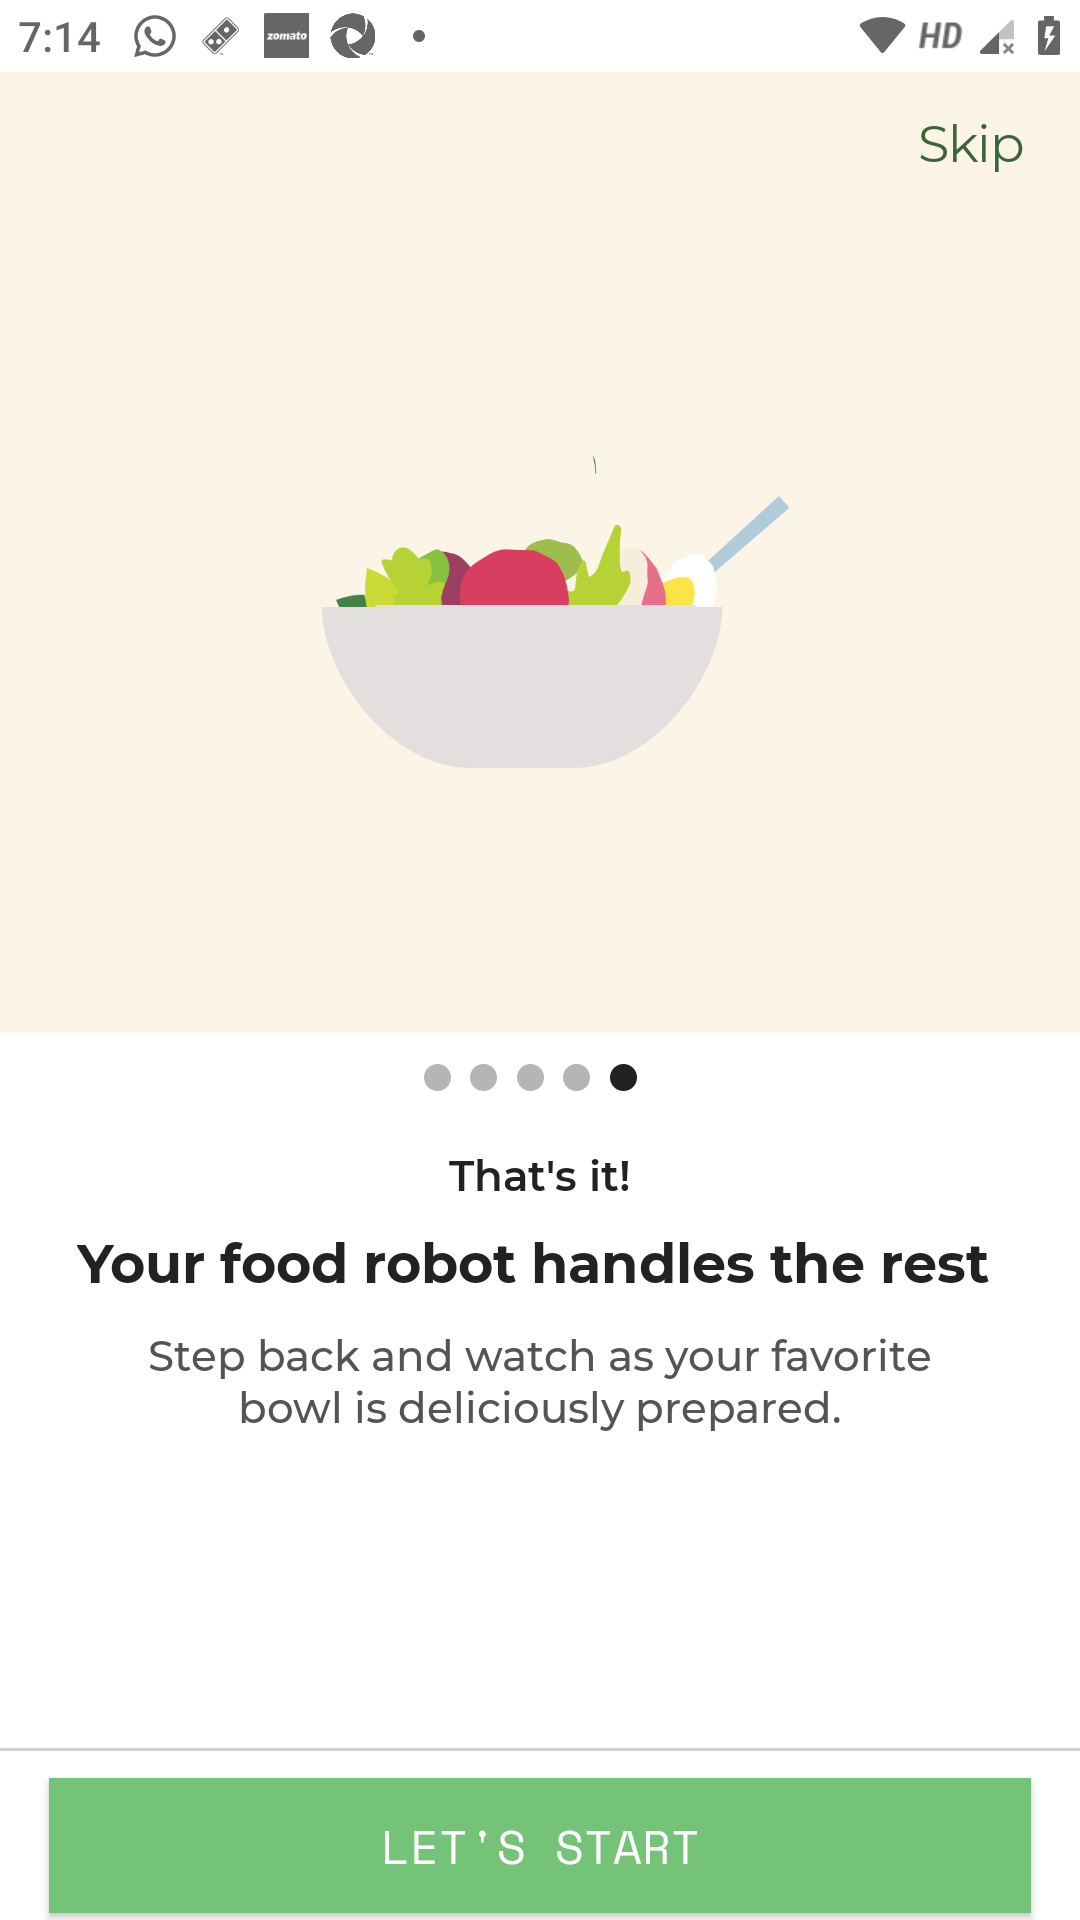 7:14
zomato
HD
Skip
That's it!
Your food robot handles the rest
Step back and watch as your favorite
bowl is deliciously prepared.
LET'S START